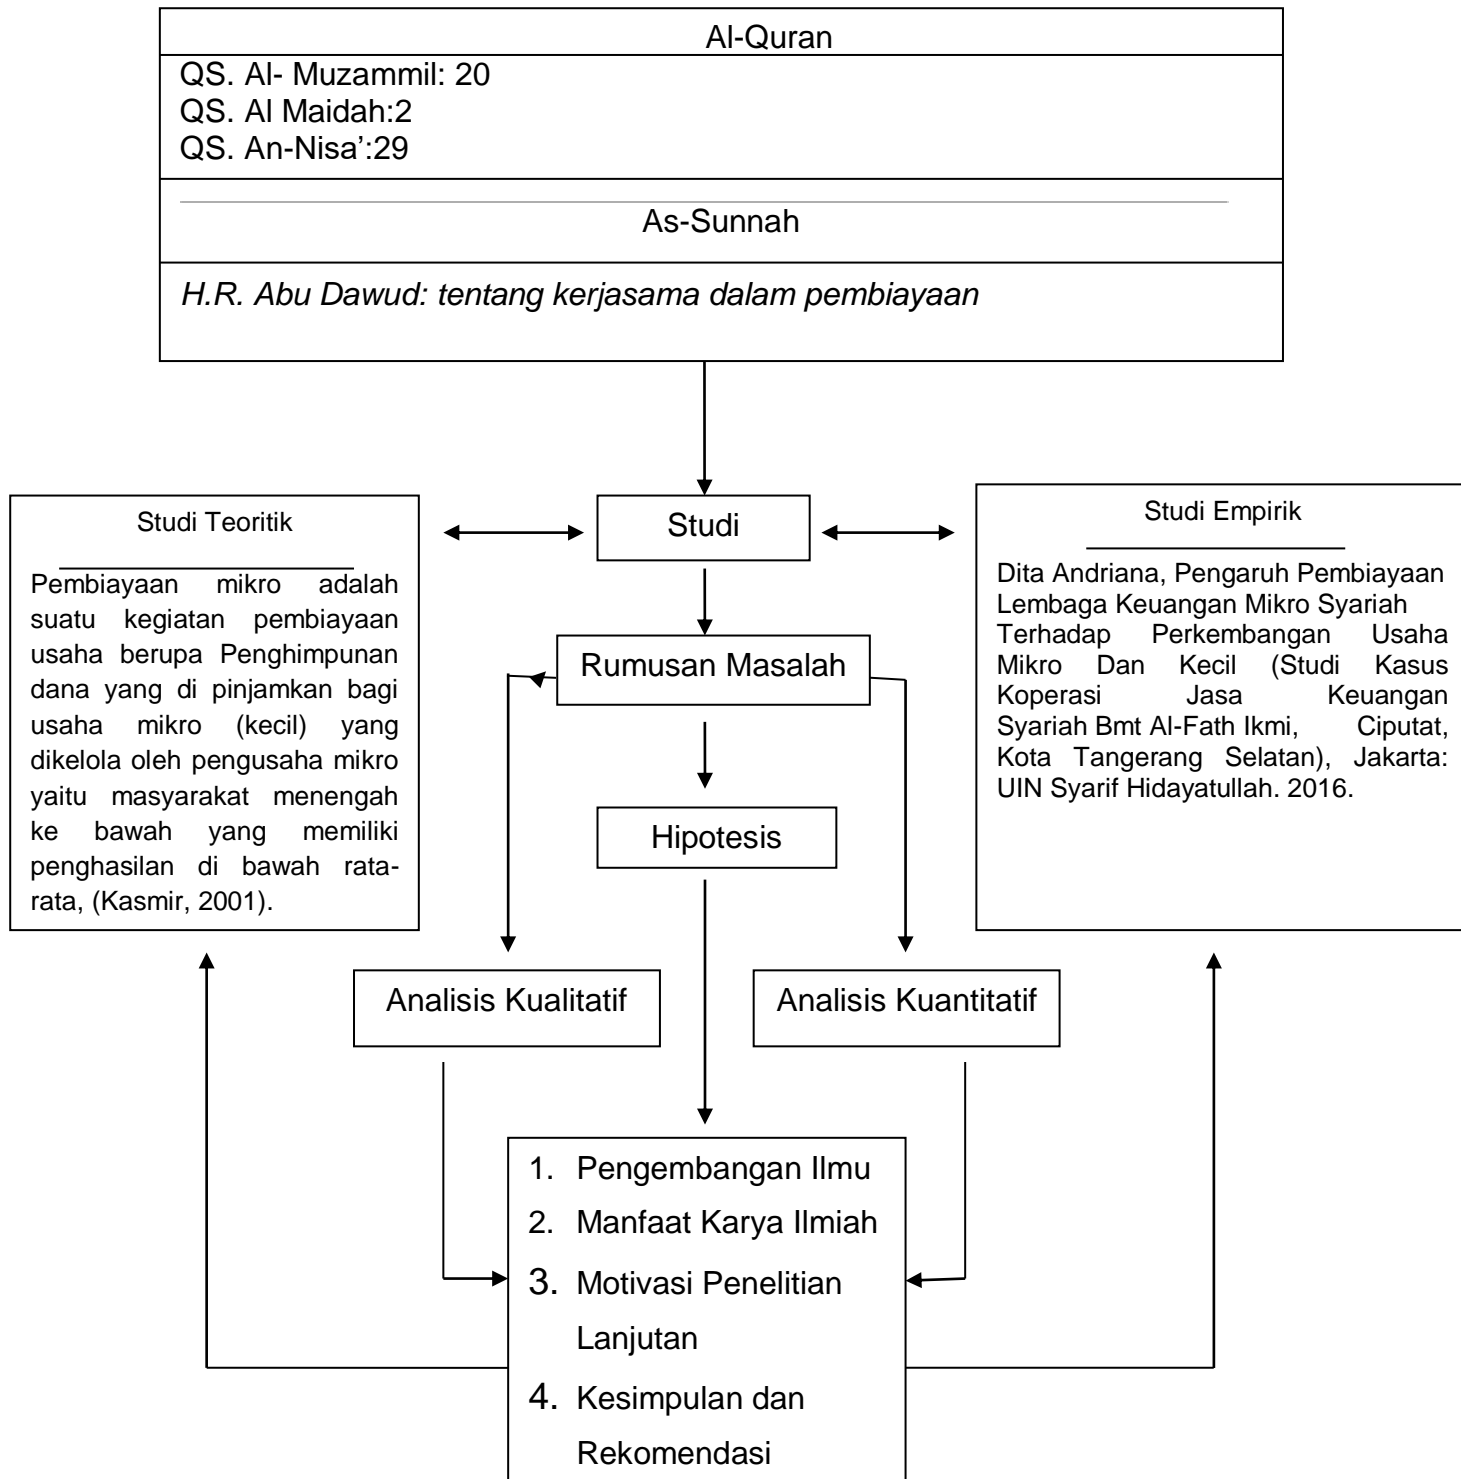 Al-Quran
QS. Al- Muzammil: 20
QS. Al Maidah:2
QS. An-Nisa’:29
As-Sunnah
H.R. Abu Dawud: tentang kerjasama dalam pembiayaan
Studi Teoritik
Pembiayaan mikro adalah
suatu kegiatan pembiayaan
usaha berupa Penghimpunan
dana yang di pinjamkan bagi
usaha mikro (kecil) yang
dikelola oleh pengusaha mikro
yaitu masyarakat menengah
ke bawah yang memiliki
penghasilan di bawah rata-
rata, (Kasmir, 2001).
Studi
Studi Empirik
Dita Andriana, Pengaruh Pembiayaan
Lembaga Keuangan Mikro Syariah
Terhadap Perkembangan Usaha
Mikro Dan Kecil (Studi Kasus
Koperasi Jasa Keuangan
Syariah Bmt Al-Fath Ikmi, Ciputat,
Kota Tangerang Selatan), Jakarta:
UIN Syarif Hidayatullah. 2016.
Rumusan Masalah
Hipotesis
Analisis Kualitatif
Analisis Kuantitatif
1. Pengembangan Ilmu
2. Manfaat Karya Ilmiah
3. Motivasi Penelitian
Lanjutan
4. Kesimpulan dan
Rekomendasi